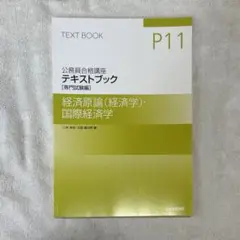 TEXT BOOK
P11
公務員合格講座
テキストブック
[専門試験編]
経済原論(経済学)・
国際経済学